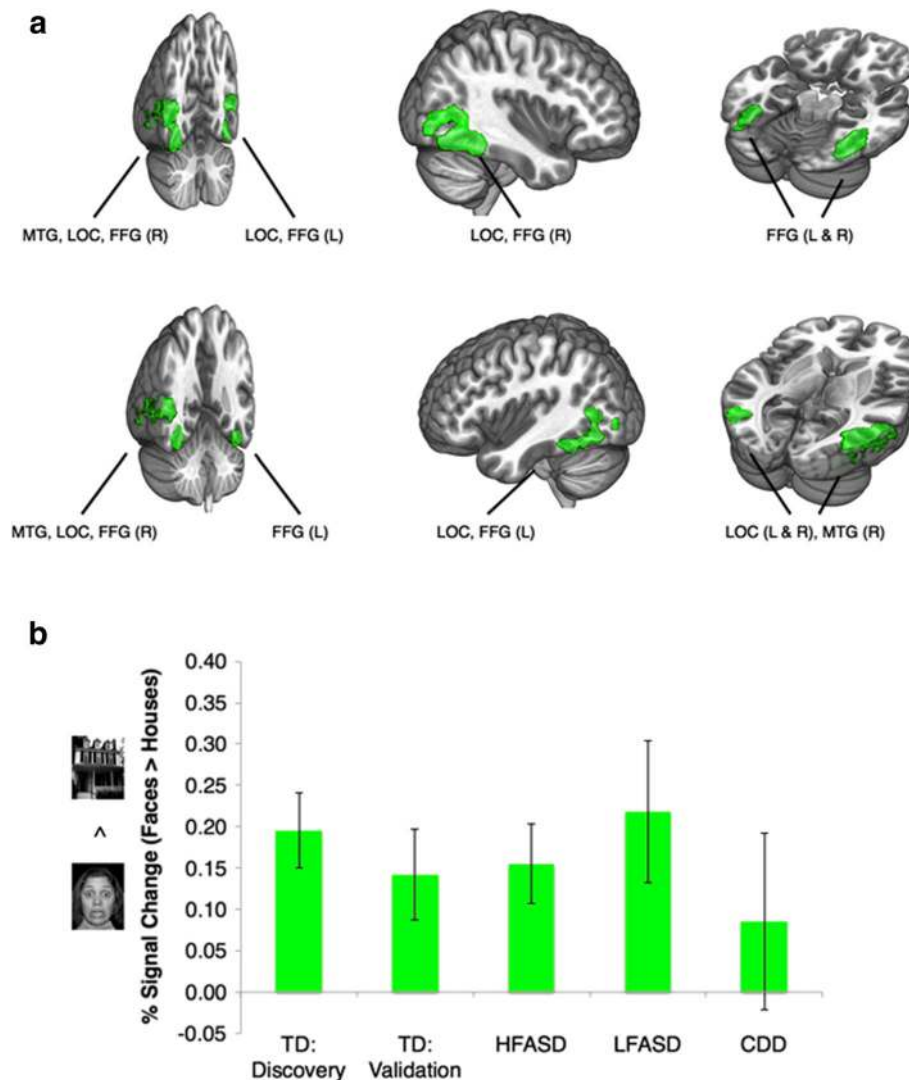 a
MTG, LOC, FFG (R)
LOC, FFG (L)
LOC, FFG (R)
FFG (L & R)
MTG, LOC, FFG (R)
FFG (L)
LOC, FFG (L)
LOC (L & R), MTG (R)
b
% Signal Change (Faces > Houses)
>
0.40
0.35
0.30
0.25
0.20
0.15
0.10
0.05
0.00
-0.05
TD:
Discovery
TD:
Validation
HFASD
LFASD
CDD